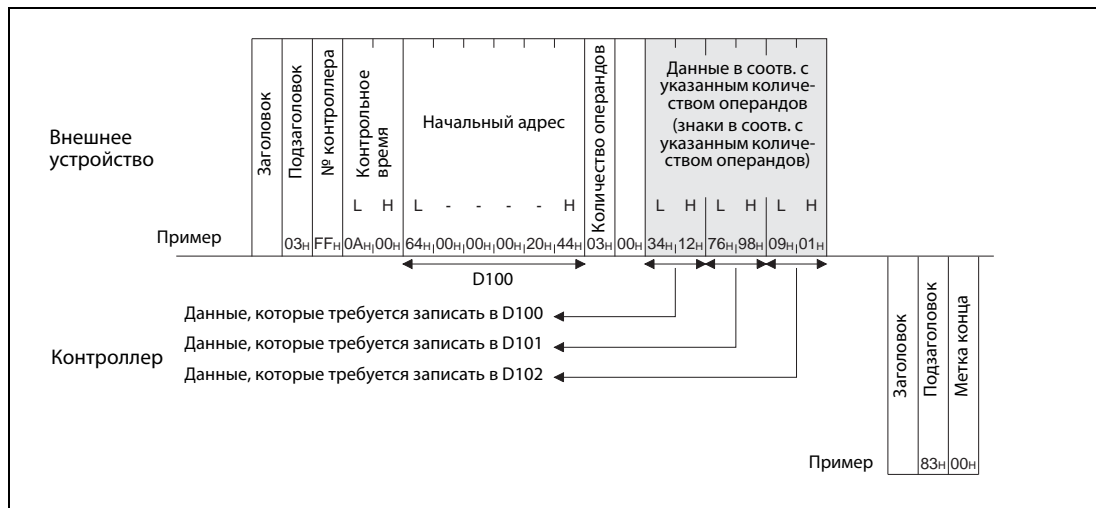 Внешнее
устройство
Заголовок
Подзаголовок
№ контроллера
Контрольное
время
L H
Начальный адрес
L - - - - H
Количество операндов
Данные в соотв. с
указанным количе-
ством операндов
(знаки в соотв. с
указанным количе-
ством операндов)
L H L H L H
Пример
03H FFH 0AH 00H 64H 00H 00H 00H 20H 44H 03H 00H 34H 12H 76H 98H 09H 01H
D100
Контроллер
Данные, которые требуется записать в D100
Данные, которые требуется записать в D101
Данные, которые требуется записать в D102
Заголовок
Подзаголовок
Метка конца
Пример
83H 00H